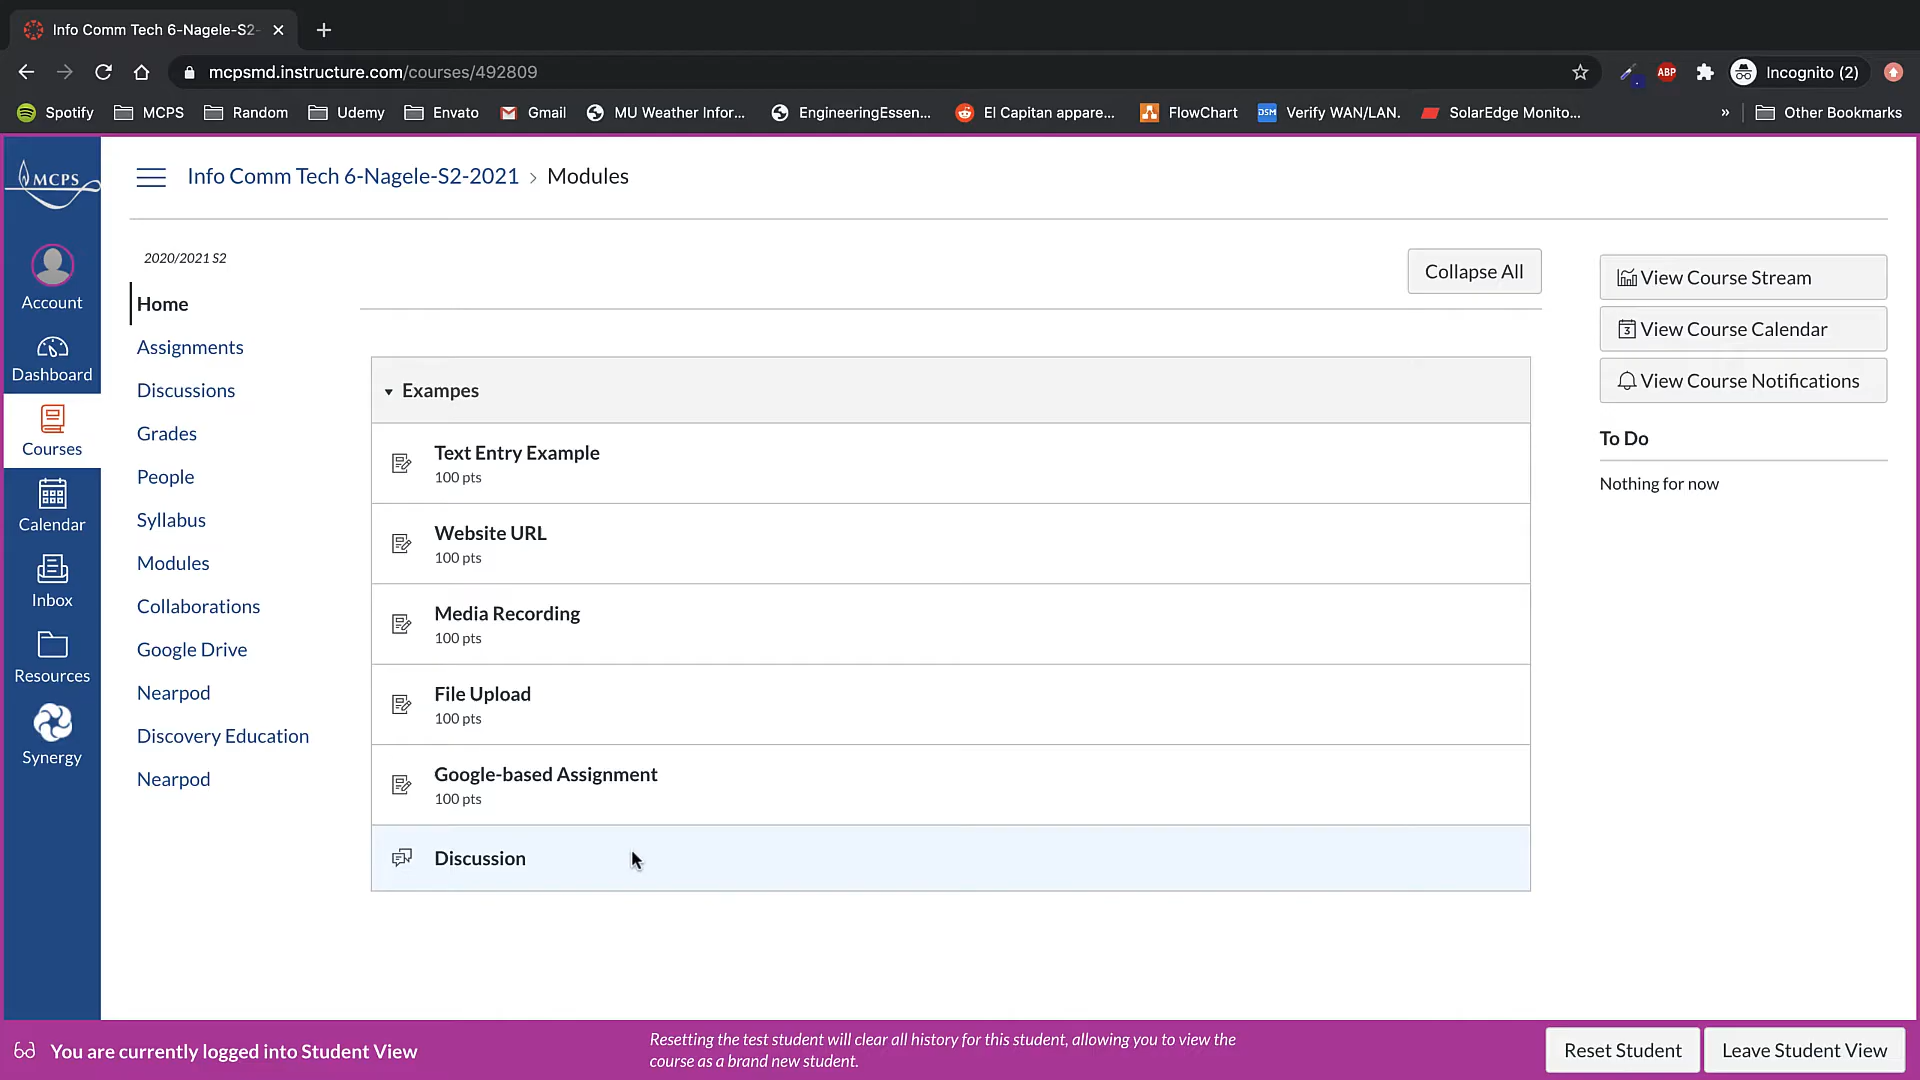 Info Comm Tech 6-Nagele-S2-
mcpsmd.instructure.com/courses/492809
ABP
Incognito (2)
Spotify
MCPS
Random
Udemy
Envato
Gmail
MU Weather Infor...
EngineeringEssen...
El Capitan appare...
FlowChart
DSM
Verify WAN/LAN.
SolarEdge Monito...
»
Other Bookmarks
MCPS
Info Comm Tech 6-Nagele-S2-2021 > Modules
Account
Dashboard
Courses
Calendar
Inbox
Resources
Synergy
2020/2021 S2
Home
Assignments
Discussions
Grades
People
Syllabus
Modules
Collaborations
Google Drive
Nearpod
Discovery Education
Nearpod
Collapse All
Exampes
Text Entry Example
100 pts
Website URL
100 pts
Media Recording
100 pts
File Upload
100 pts
Google-based Assignment
100 pts
Discussion
View Course Stream
3
View Course Calendar
View Course Notifications
To Do
Nothing for now
You are currently logged into Student View
Resetting the test student will clear all history for this student, allowing you to view the
course as a brand new student.
Reset Student
Leave Student View